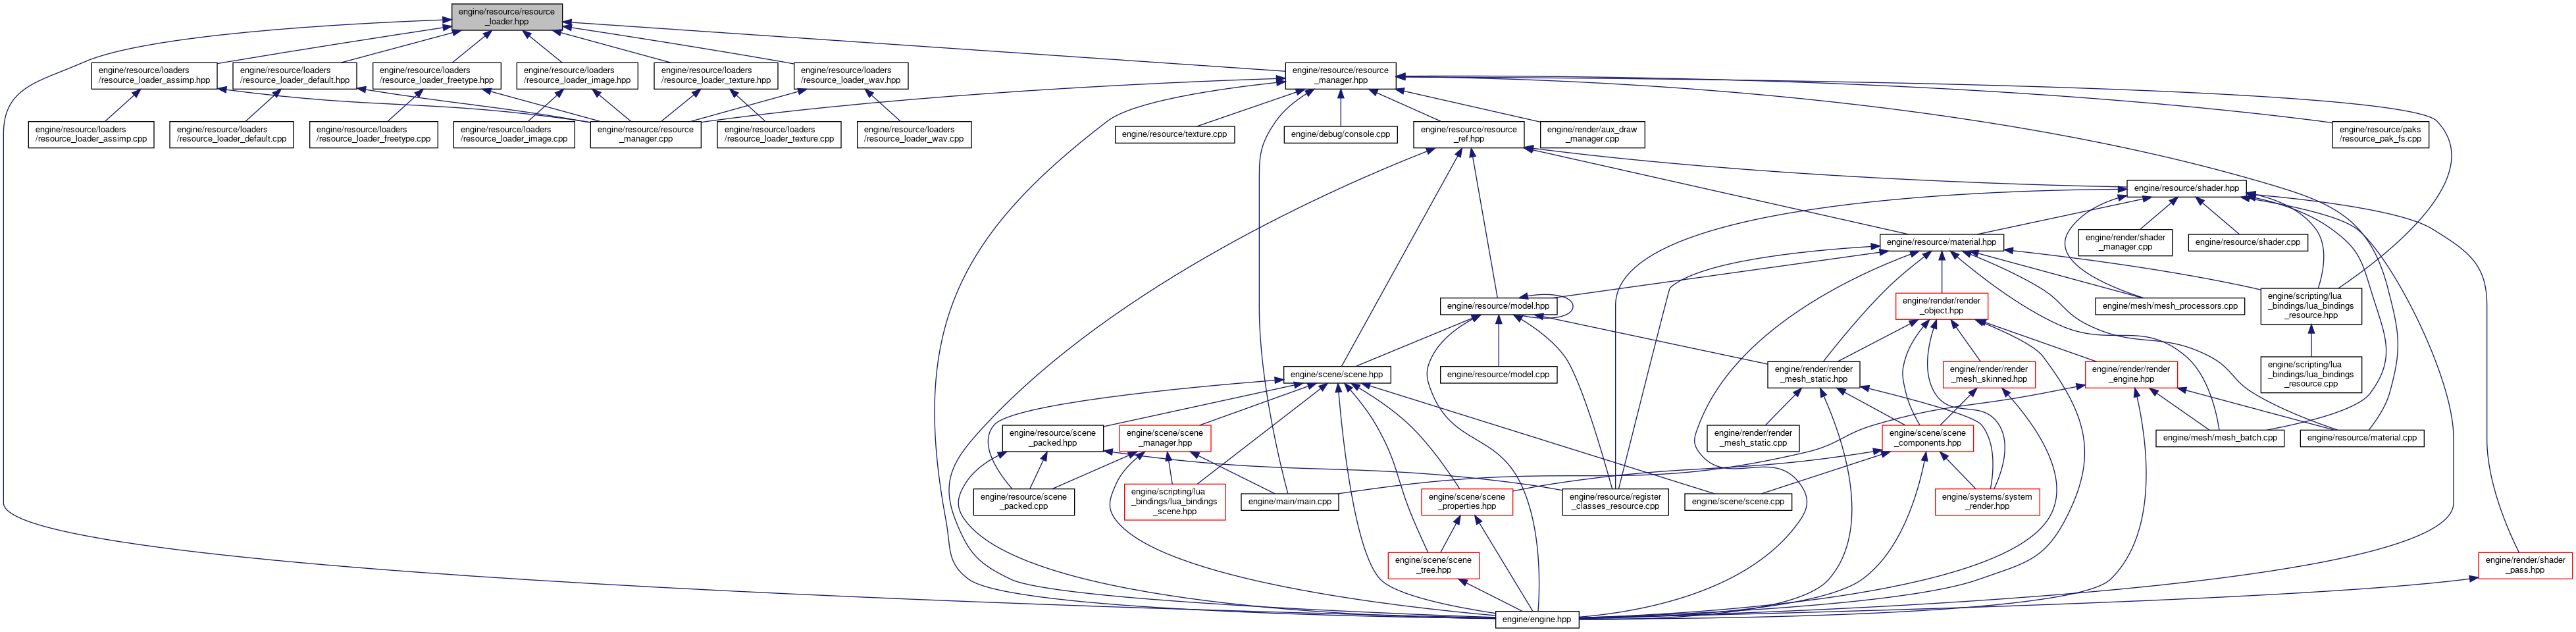 engine/resource/resource
_loader.hpp
engine/resource/loaders
/resource_loader_assimp.hpp
engine/resource/loaders
/resource_loader_default.hpp
engine/resource/loaders
/resource_loader_freetype.hpp
engine/resource/loaders
/resource_loader_image.hpp
engine/resource/loaders
/resource_loader_texture.hpp
engine/resource/loaders
/resource_loader_wav.hpp
engine/resource/resource
_manager.hpp
engine/resource/loaders
/resource_loader_assimp.cpp
engine/resource/loaders
/resource_loader_default.cpp
engine/resource/loaders
/resource_loader_freetype.cpp
engine/resource/loaders
/resource_loader_image.cpp
engine/resource/resource
_manager.cpp
engine/resource/loaders
/resource_loader_texture.cpp
engine/resource/loaders
/resource_loader_wav.cpp
engine/resource/texture.cpp
engine/debug/console.cpp
engine/resource/resource
_ref.hpp
engine/render/aux_draw
_manager.cpp
engine/resource/paks
/resource_pak_fs.cpp
engine/resource/shader.hpp
engine/resource/material.hpp
engine/render/shader
_manager.cpp
engine/resource/shader.cpp
engine/resource/model.hpp
engine/render/render
_object.hpp
engine/mesh/mesh_processors.cpp
engine/scripting/lua
_bindings/lua_bindings
_resource.hpp
engine/scene/scene.hpp
engine/resource/model.cpp
engine/render/render
_mesh_static.hpp
engine/render/render
_mesh_skinned.hpp
engine/render/render
_engine.hpp
engine/scripting/lua
_bindings/lua_bindings
_resource.cpp
engine/resource/scene
_packed.hpp
engine/scene/scene
_manager.hpp
engine/render/render
_mesh_static.cpp
engine/scene/scene
_components.hpp
engine/mesh/mesh_batch.cpp
engine/resource/material.cpp
engine/resource/scene
_packed.cpp
engine/scripting/lua
_bindings/lua_bindings
_scene.hpp
engine/main/main.cpp
engine/scene/scene
_properties.hpp
engine/resource/register
_classes_resource.cpp
engine/scene/scene.cpp
engine/systems/system
_render.hpp
engine/scene/scene
_tree.hpp
engine/render/shader
_pass.hpp
engine/engine.hpp